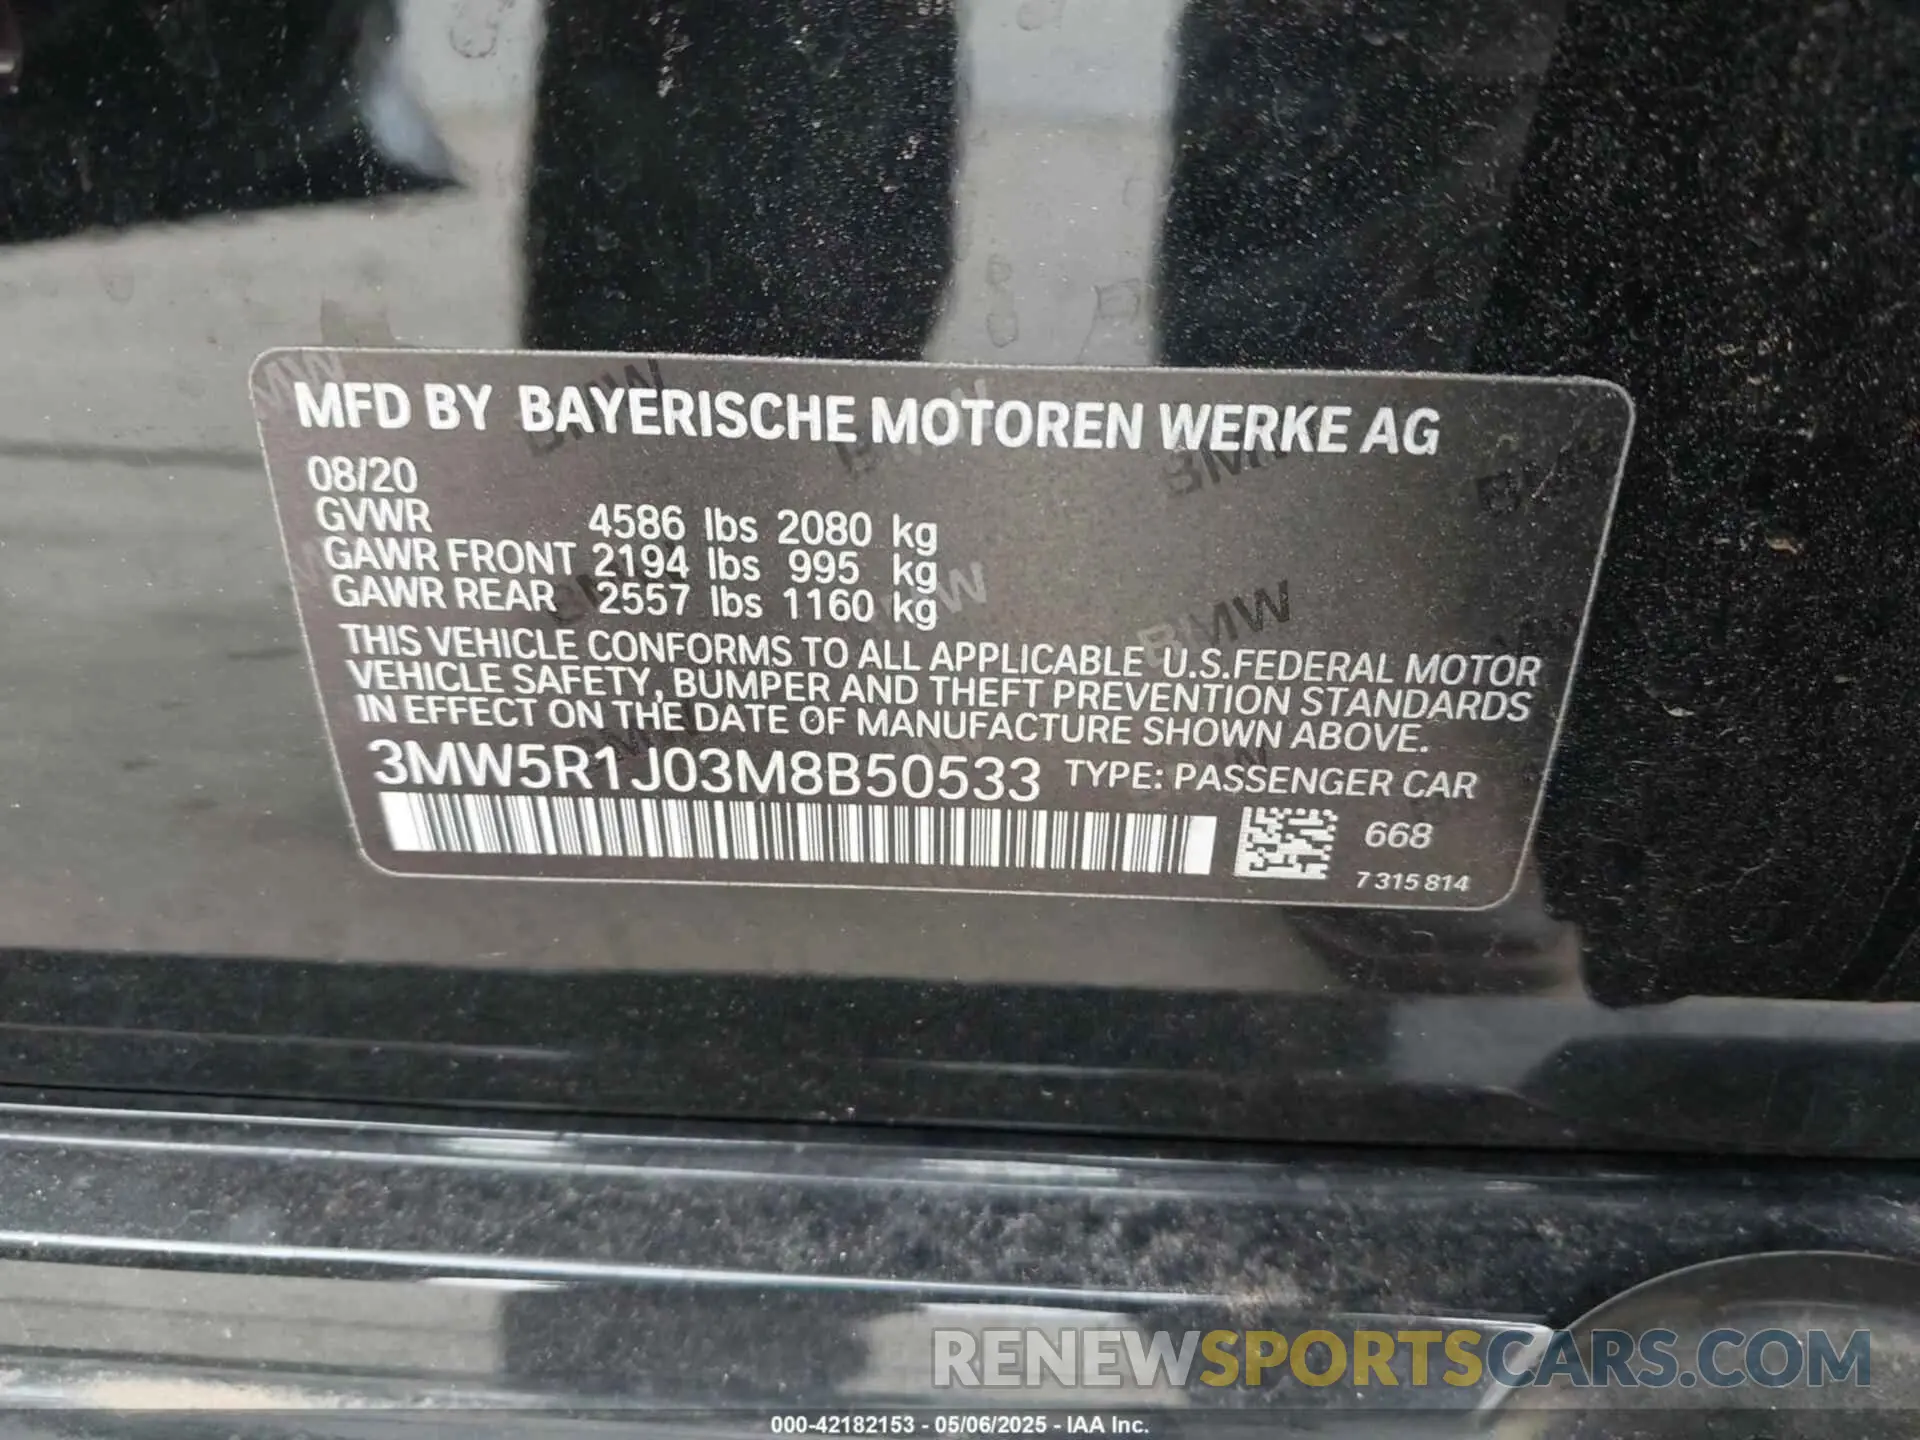 MFD BY BAYERISCHE MOTOREN WERKE AG
08/20
GVWR 4586 lbs 2080 kg
GAWR FRONT 2194 lbs 995 kg
GAWR REAR 2557 lbs 1160 kg
THIS VEHICLE CONFORMS TO ALL APPLICABLE U.S.FEDERAL MOTOR
VEHICLE SAFETY, BUMPER AND THEFT PREVENTION STANDARDS
IN EFFECT ON THE DATE OF MANUFACTURE SHOWN ABOVE.
3MW5R1J03M8B50533 TYPE: PASSENGER CAR
668
7 315 814
RENEWSPORTSCARS.COM
000-42182153 - 05/06/2025 - IAA Inc.